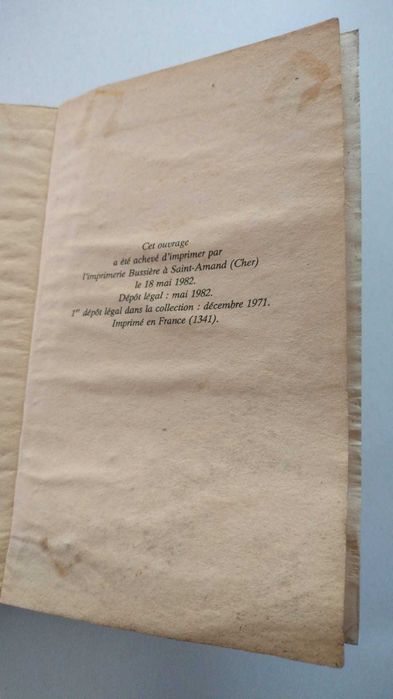 Cet ouvrage
a été achevé d'imprimer par
l'imprimerie Bussière à Saint-Amand (Cher)
le 18 mai 1982.
Dépôt légal : mai 1982.
1er dépôt légal dans la collection : décembre 1971.
Imprimé en France (1341).